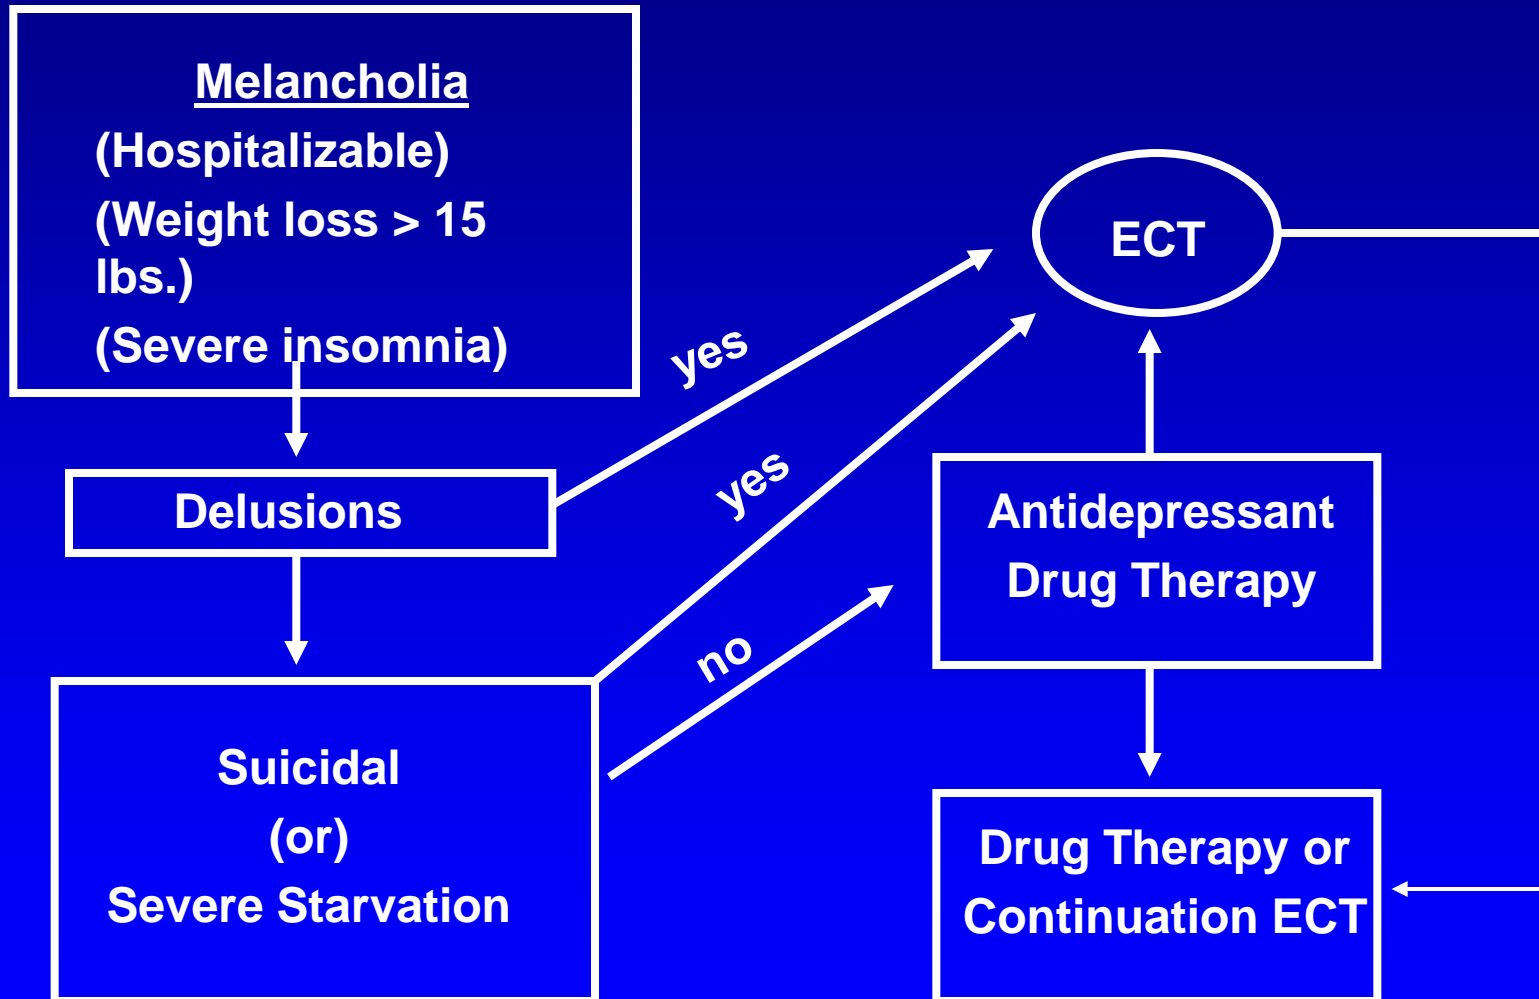 Melancholia
(Hospitalizable)
(Weight loss > 15
lbs.)
(Severe insomnia)
ECT
yes
yes
no
Delusions
Antidepressant
Drug Therapy
Suicidal
(or)
Severe Starvation
Drug Therapy or
Continuation ECT